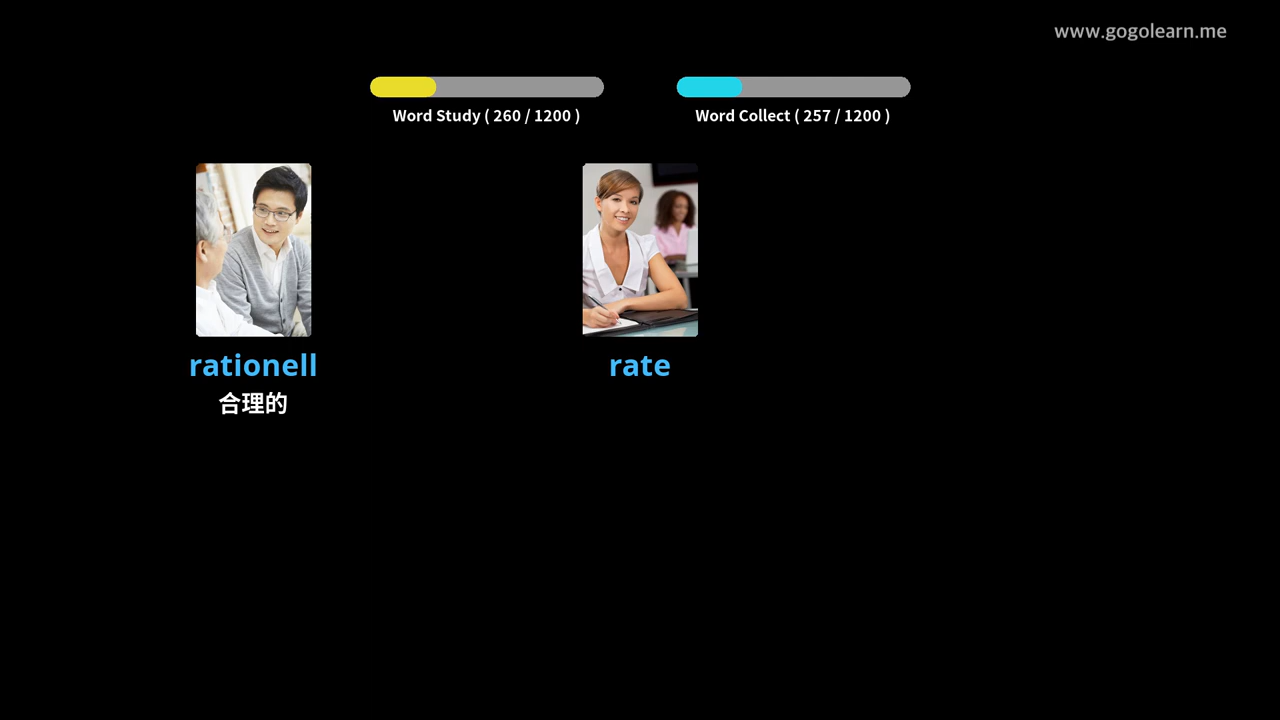 www.gogolearn.me
Word Study ( 260 / 1200 )
Word Collect ( 257 / 1200 )
rationell
rate
合理的